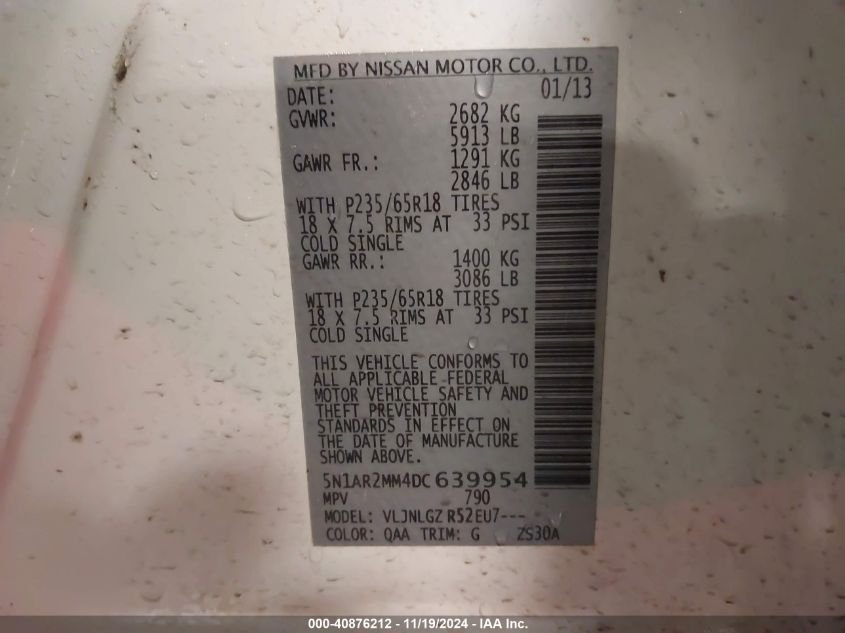 MFD BY NISSAN MOTOR CO., LTD.
DATE: 01/13
GVWR: 2682 KG
5913 LB
GAWR FR.: 1291 KG
2846 LB
WITH P235/65R18 TIRES
18 X 7.5 RIMS AT 33 PSI
COLD SINGLE
GAWR RR.: 1400 KG
3086 LB
WITH P235/65R18 TIRES
18 X 7.5 RIMS AT 33 PSI
COLD SINGLE
THIS VEHICLE CONFORMS TO
ALL APPLICABLE FEDERAL
MOTOR VEHICLE SAFETY AND
THEFT PREVENTION
STANDARDS IN EFFECT ON
THE DATE OF MANUFACTURE
SHOWN ABOVE.
5N1AR2MM4DC639954
MPV 790
MODEL: VLJNLGZ R52EU7---
COLOR: QAA TRIM: G ZS30A
000-40876212 - 11/19/2024 - IAA Inc.